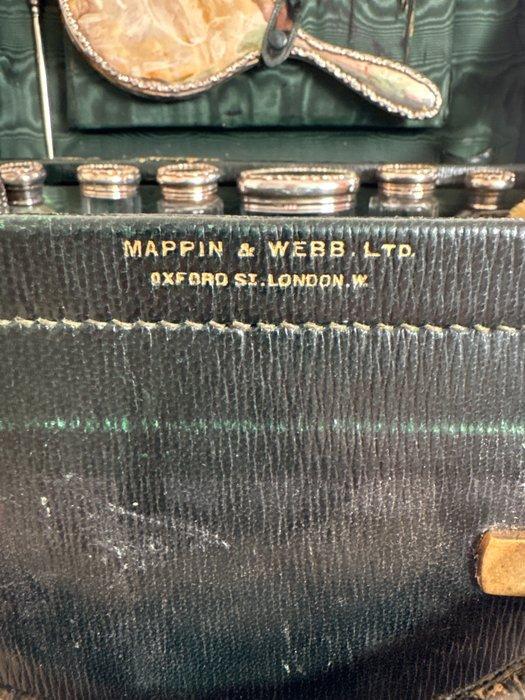 MAPPIN & WEBB. LTD.
OXFORD ST. LONDON. W.